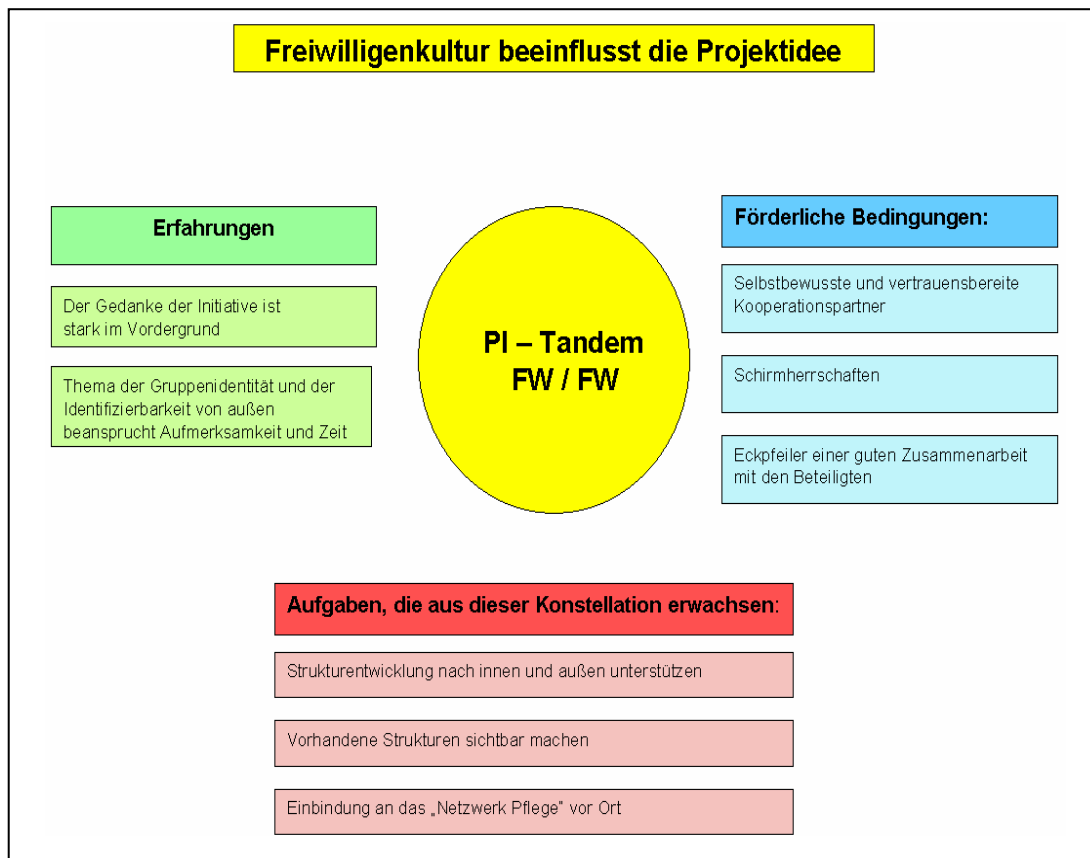 Freiwilligenkultur beeinflusst die Projektidee
Erfahrungen
Der Gedanke der Initiative ist
stark im Vordergrund
Thema der Gruppenidentität und der
Identifizierbarkeit von außen
beansprucht Aufmerksamkeit und Zeit
PI – Tandem
FW / FW
Förderliche Bedingungen:
Selbstbewusste und vertrauensbereite
Kooperationspartner
Schirmherrschaften
Eckpfeiler einer guten Zusammenarbeit
mit den Beteiligten
Aufgaben, die aus dieser Konstellation erwachsen:
Strukturentwicklung nach innen und außen unterstützen
Vorhandene Strukturen sichtbar machen
Einbindung an das „Netzwerk Pflege" vor Ort